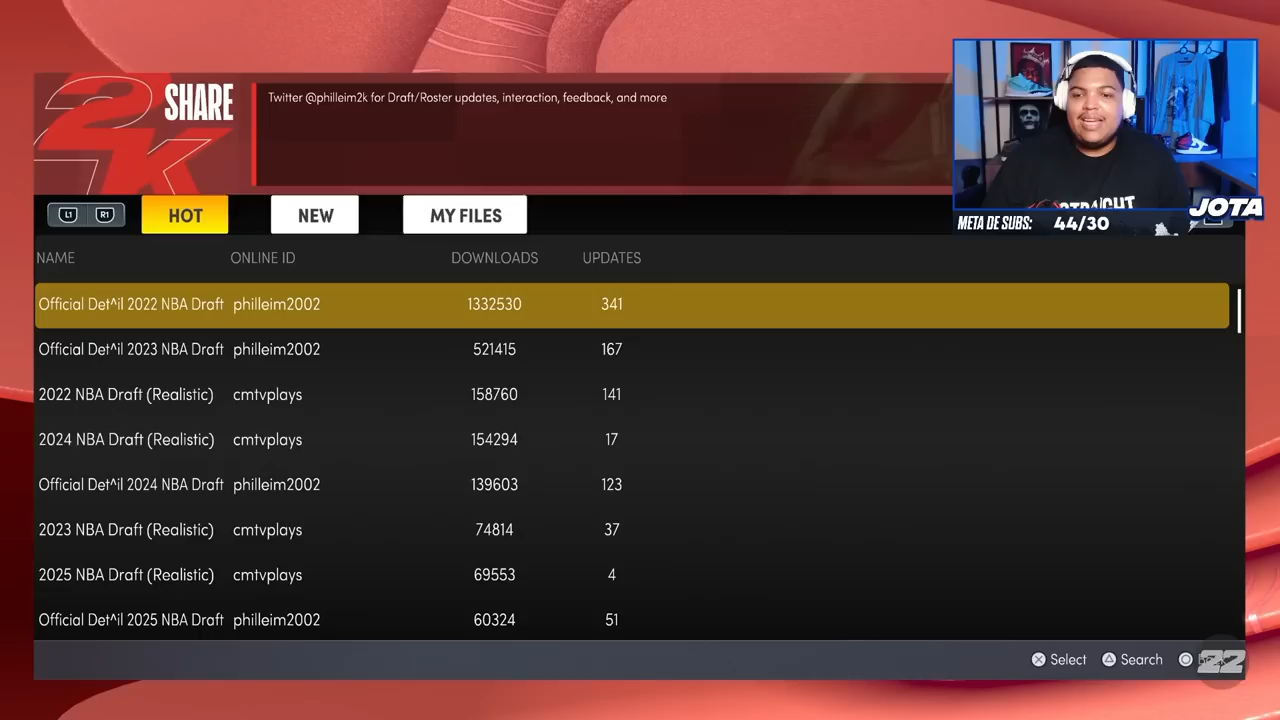 2K SHARE
Twitter @philleim2k for Draft/Roster updates, interaction, feedback, and more
JOTA
META DE SUBS: 44/30
L1 R1 HOT NEW MY FILES
NAME ONLINE ID DOWNLOADS UPDATES
Official Det^il 2022 NBA Draft philleim2002 1332530 341
Official Det^il 2023 NBA Draft philleim2002 521415 167
2022 NBA Draft (Realistic) cmtvplays 158760 141
2024 NBA Draft (Realistic) cmtvplays 154294 17
Official Det^il 2024 NBA Draft philleim2002 139603 123
2023 NBA Draft (Realistic) cmtvplays 74814 37
2025 NBA Draft (Realistic) cmtvplays 69553 4
Official Det^il 2025 NBA Draft philleim2002 60324 51
Select Search 22